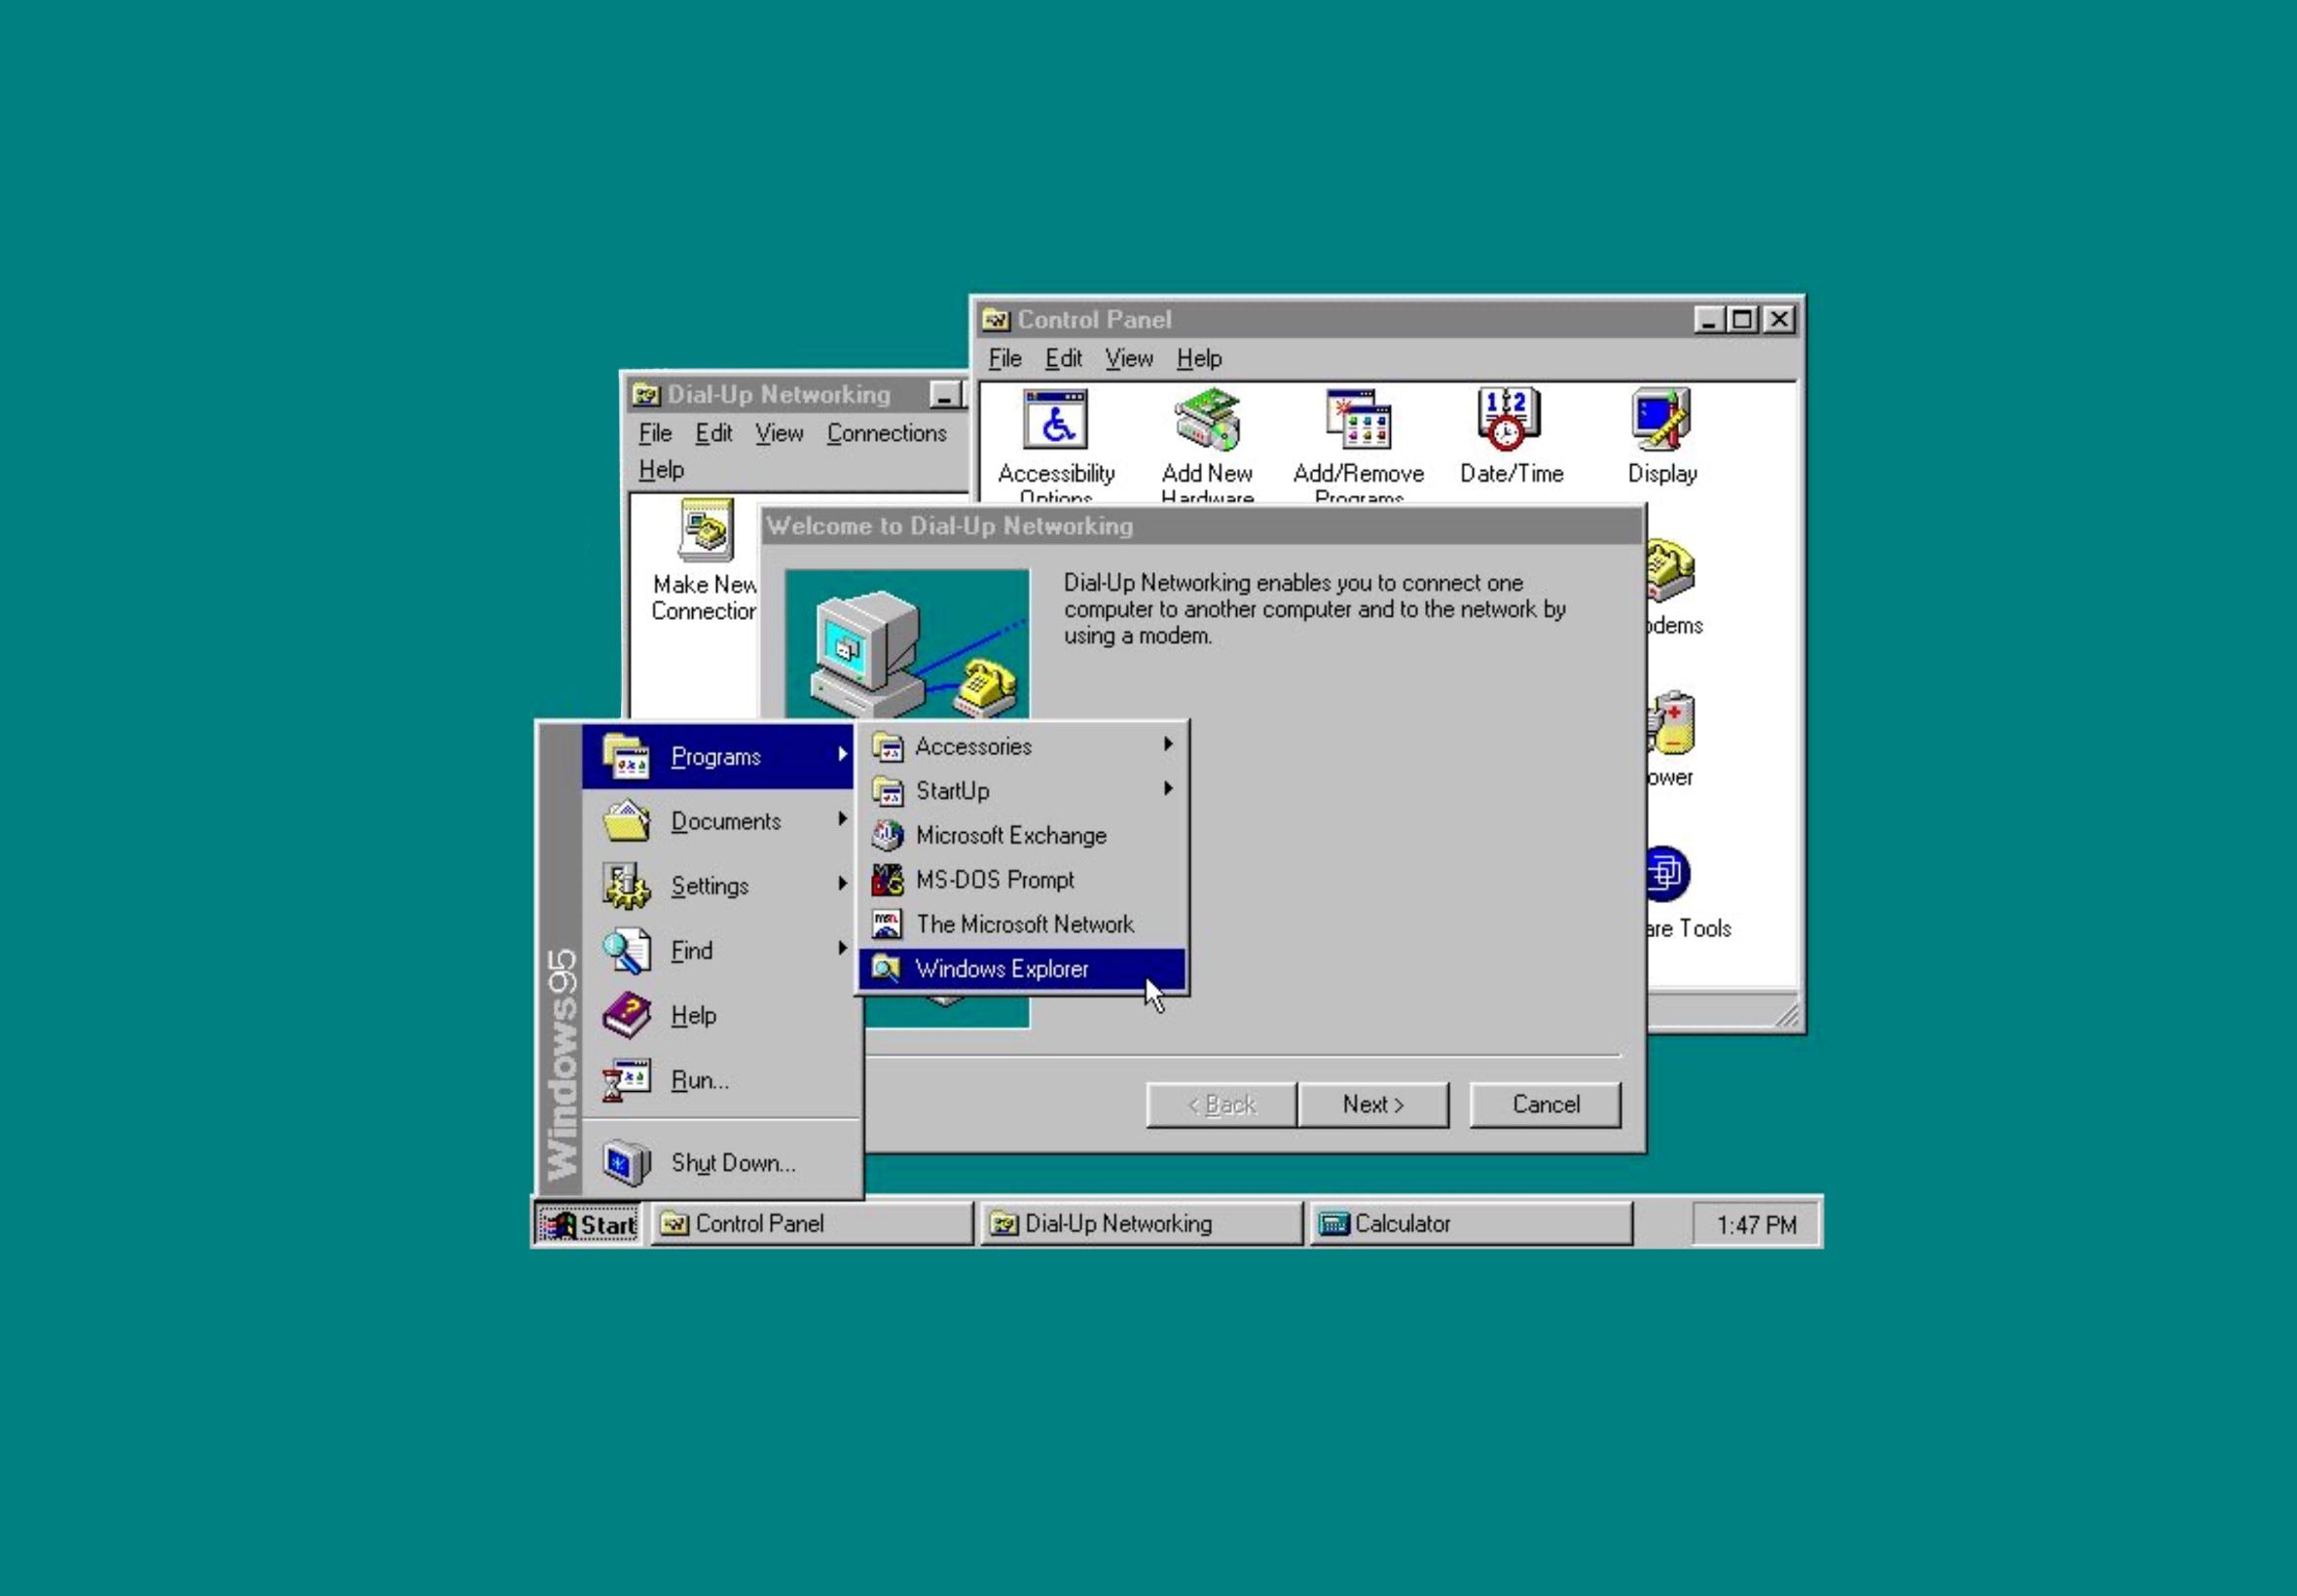 Control Panel
File Edit View Help
Accessibility Options
Add New Hardware
Add/Remove Programs
Date/Time
Display
Dial-Up Networking
File Edit View Connections
Help
Make New
Connection
Welcome to Dial-Up Networking
Dial-Up Networking enables you to connect one
computer to another computer and to the network by
using a modem.
odems
ower
are Tools
< Back
Next >
Cancel
Windows95
Programs
Documents
Settings
Find
Help
Run...
Shut Down...
Accessories
StartUp
Microsoft Exchange
MS-DOS Prompt
The Microsoft Network
Windows Explorer
Start
Control Panel
Dial-Up Networking
Calculator
1:47 PM